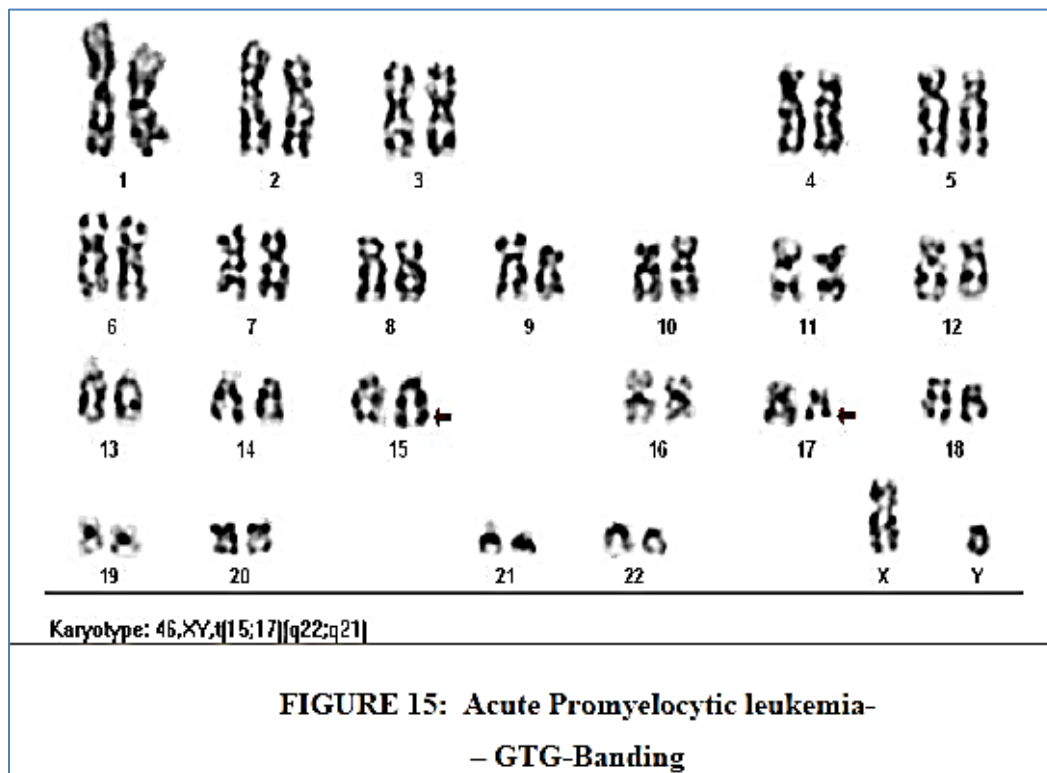 1 2 3 4 5
6 7 8 9 10 11 12
13 14 15 16 17 18
19 20 21 22 X Y
Karyotype: 46,XY,t(15;17)(q22;q21)
FIGURE 15: Acute Promyelocytic leukemia-
– GTG-Banding